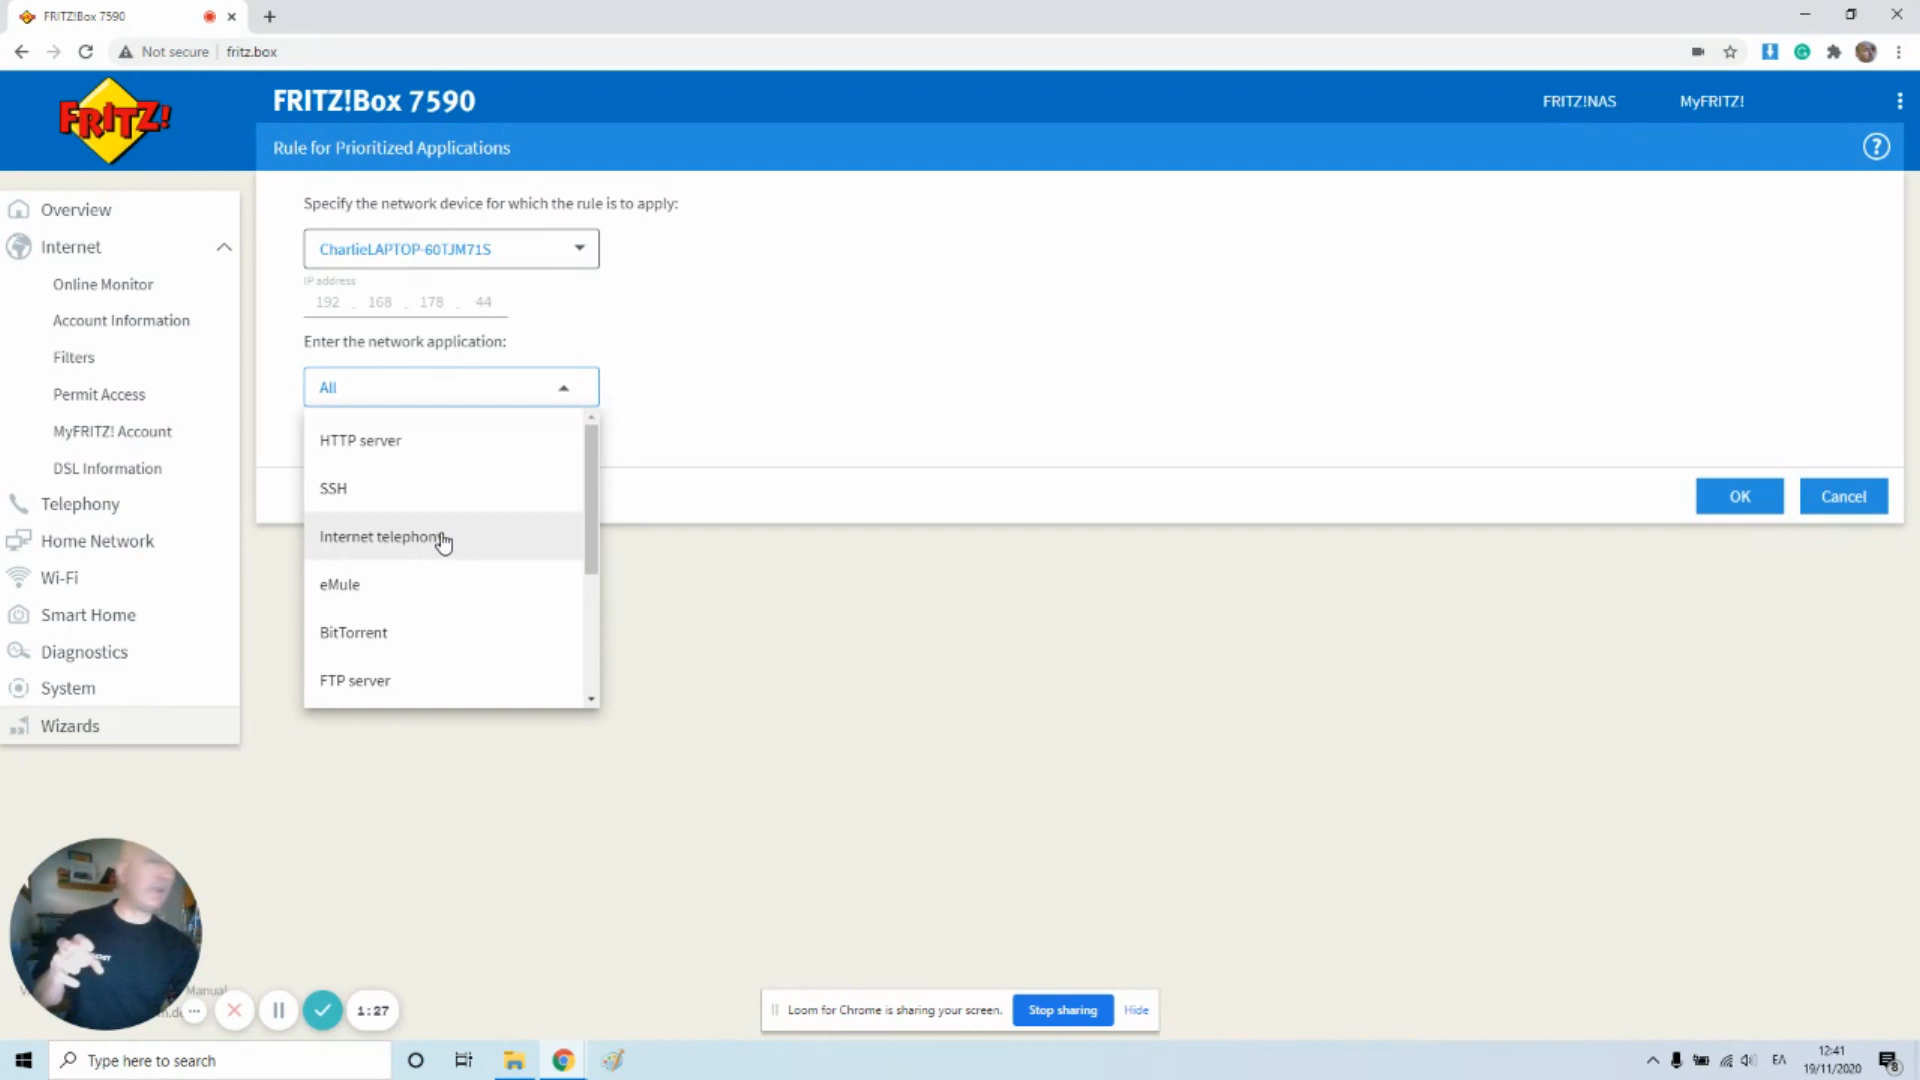 FRITZ!Box 7590
Not secure
fritz.box
FRITZ!
FRITZ!Box 7590
FRITZ!NAS
MyFRITZ!
Rule for Prioritized Applications
?
Overview
Internet
Online Monitor
Account Information
Filters
Permit Access
MyFRITZ! Account
DSL Information
Telephony
Home Network
Wi-Fi
Smart Home
Diagnostics
System
Wizards
Specify the network device for which the rule is to apply:
CharlieLAPTOP-60TJM71S
IP address
192 . 168 . 178 . 44
Enter the network application:
All
HTTP server
SSH
Internet telephony
eMule
BitTorrent
FTP server
OK
Cancel
Manual
1:27
Loom for Chrome is sharing your screen.
Stop sharing
Hide
Type here to search
ΕΛ
12:41
19/11/2020
8